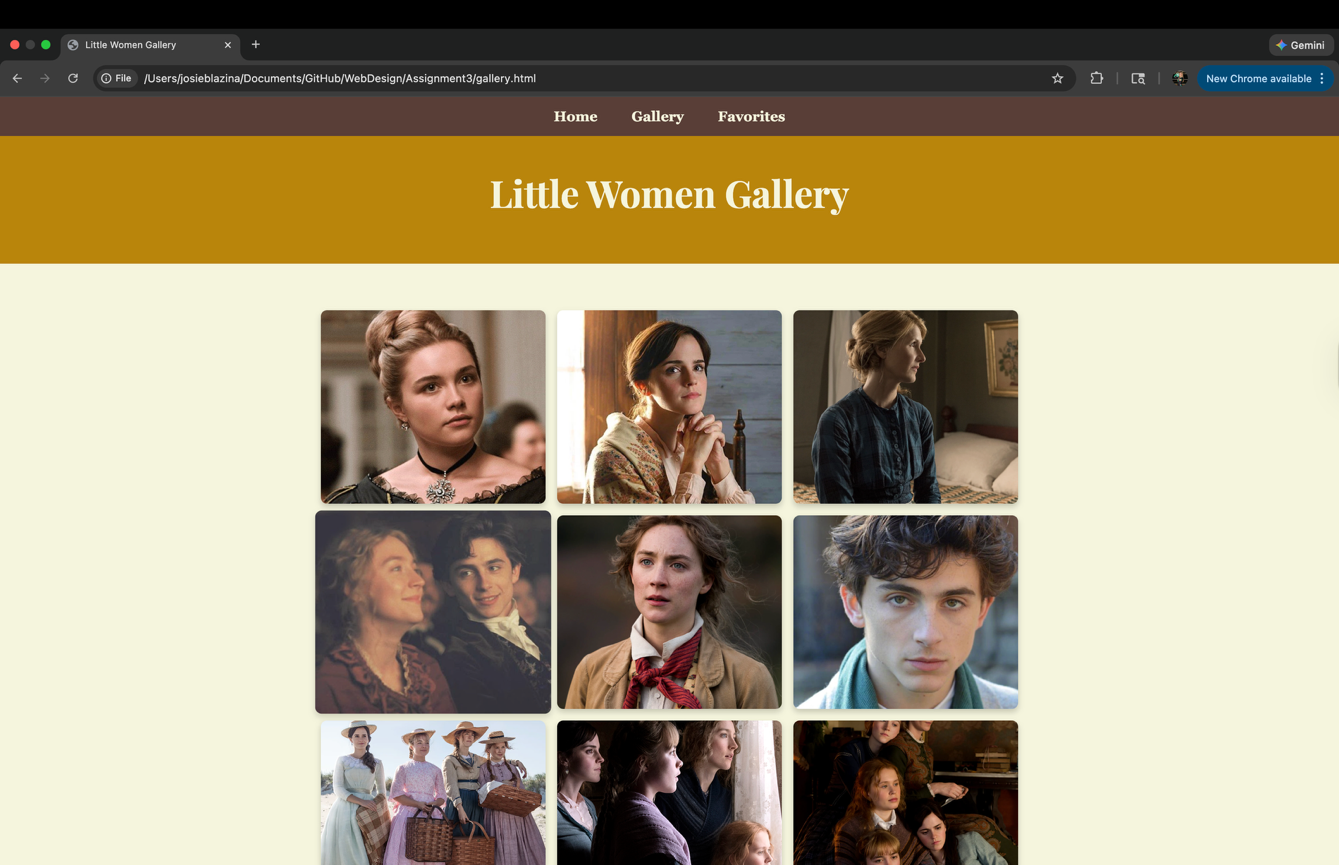 Little Women Gallery
Gemini
File /Users/josieblazina/Documents/GitHub/WebDesign/Assignment3/gallery.html
New Chrome available
Home Gallery Favorites
Little Women Gallery